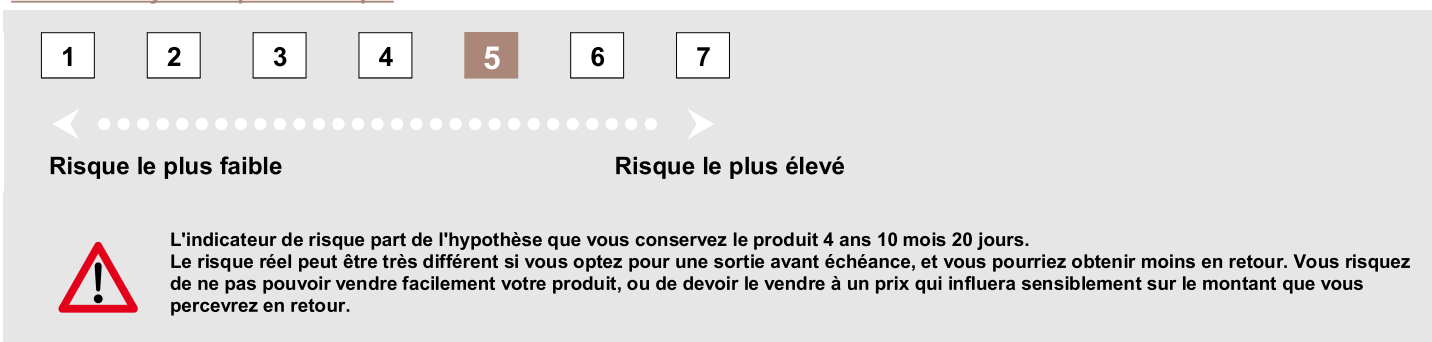 1 2 3 4 5 6 7
Risque le plus faible Risque le plus élevé
L'indicateur de risque part de l'hypothèse que vous conservez le produit 4 ans 10 mois 20 jours.
Le risque réel peut être très différent si vous optez pour une sortie avant échéance, et vous pourriez obtenir moins en retour. Vous risquez
de ne pas pouvoir vendre facilement votre produit, ou de devoir le vendre à un prix qui influera sensiblement sur le montant que vous
percevrez en retour.